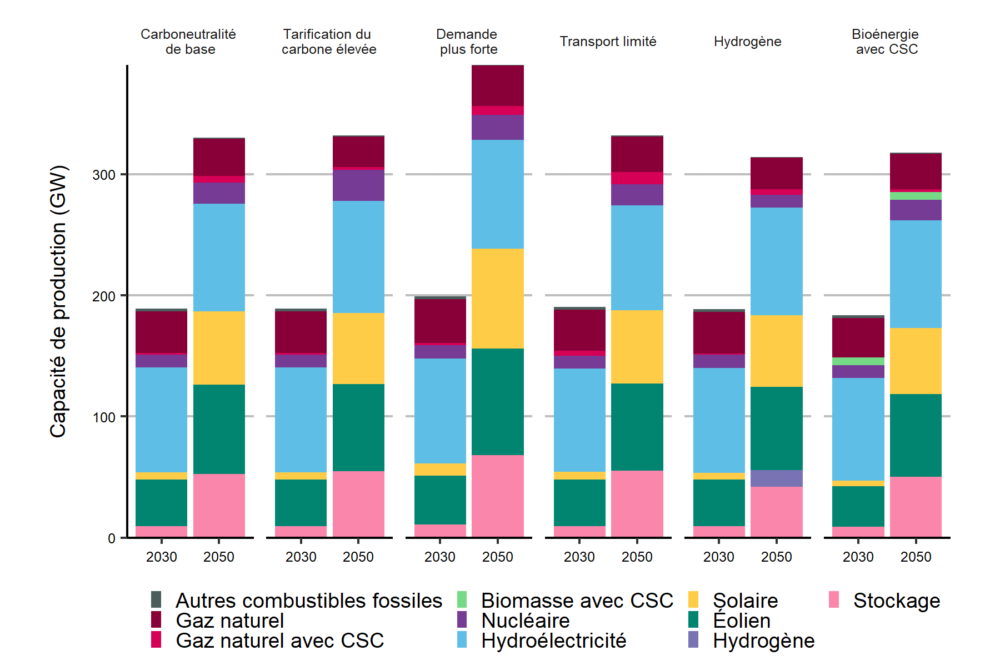 Carboneutralité
de base
Tarification du
carbone élevée
Demande
plus forte
Transport limité
Hydrogène
Bioénergie
avec CSC
Capacité de production (GW)
300
200
100
0
2030 2050 2030 2050 2030 2050 2030 2050 2030 2050 2030 2050
Autres combustibles fossiles
Gaz naturel
Gaz naturel avec CSC
Biomasse avec CSC
Nucléaire
Hydroélectricité
Solaire
Éolien
Hydrogène
Stockage